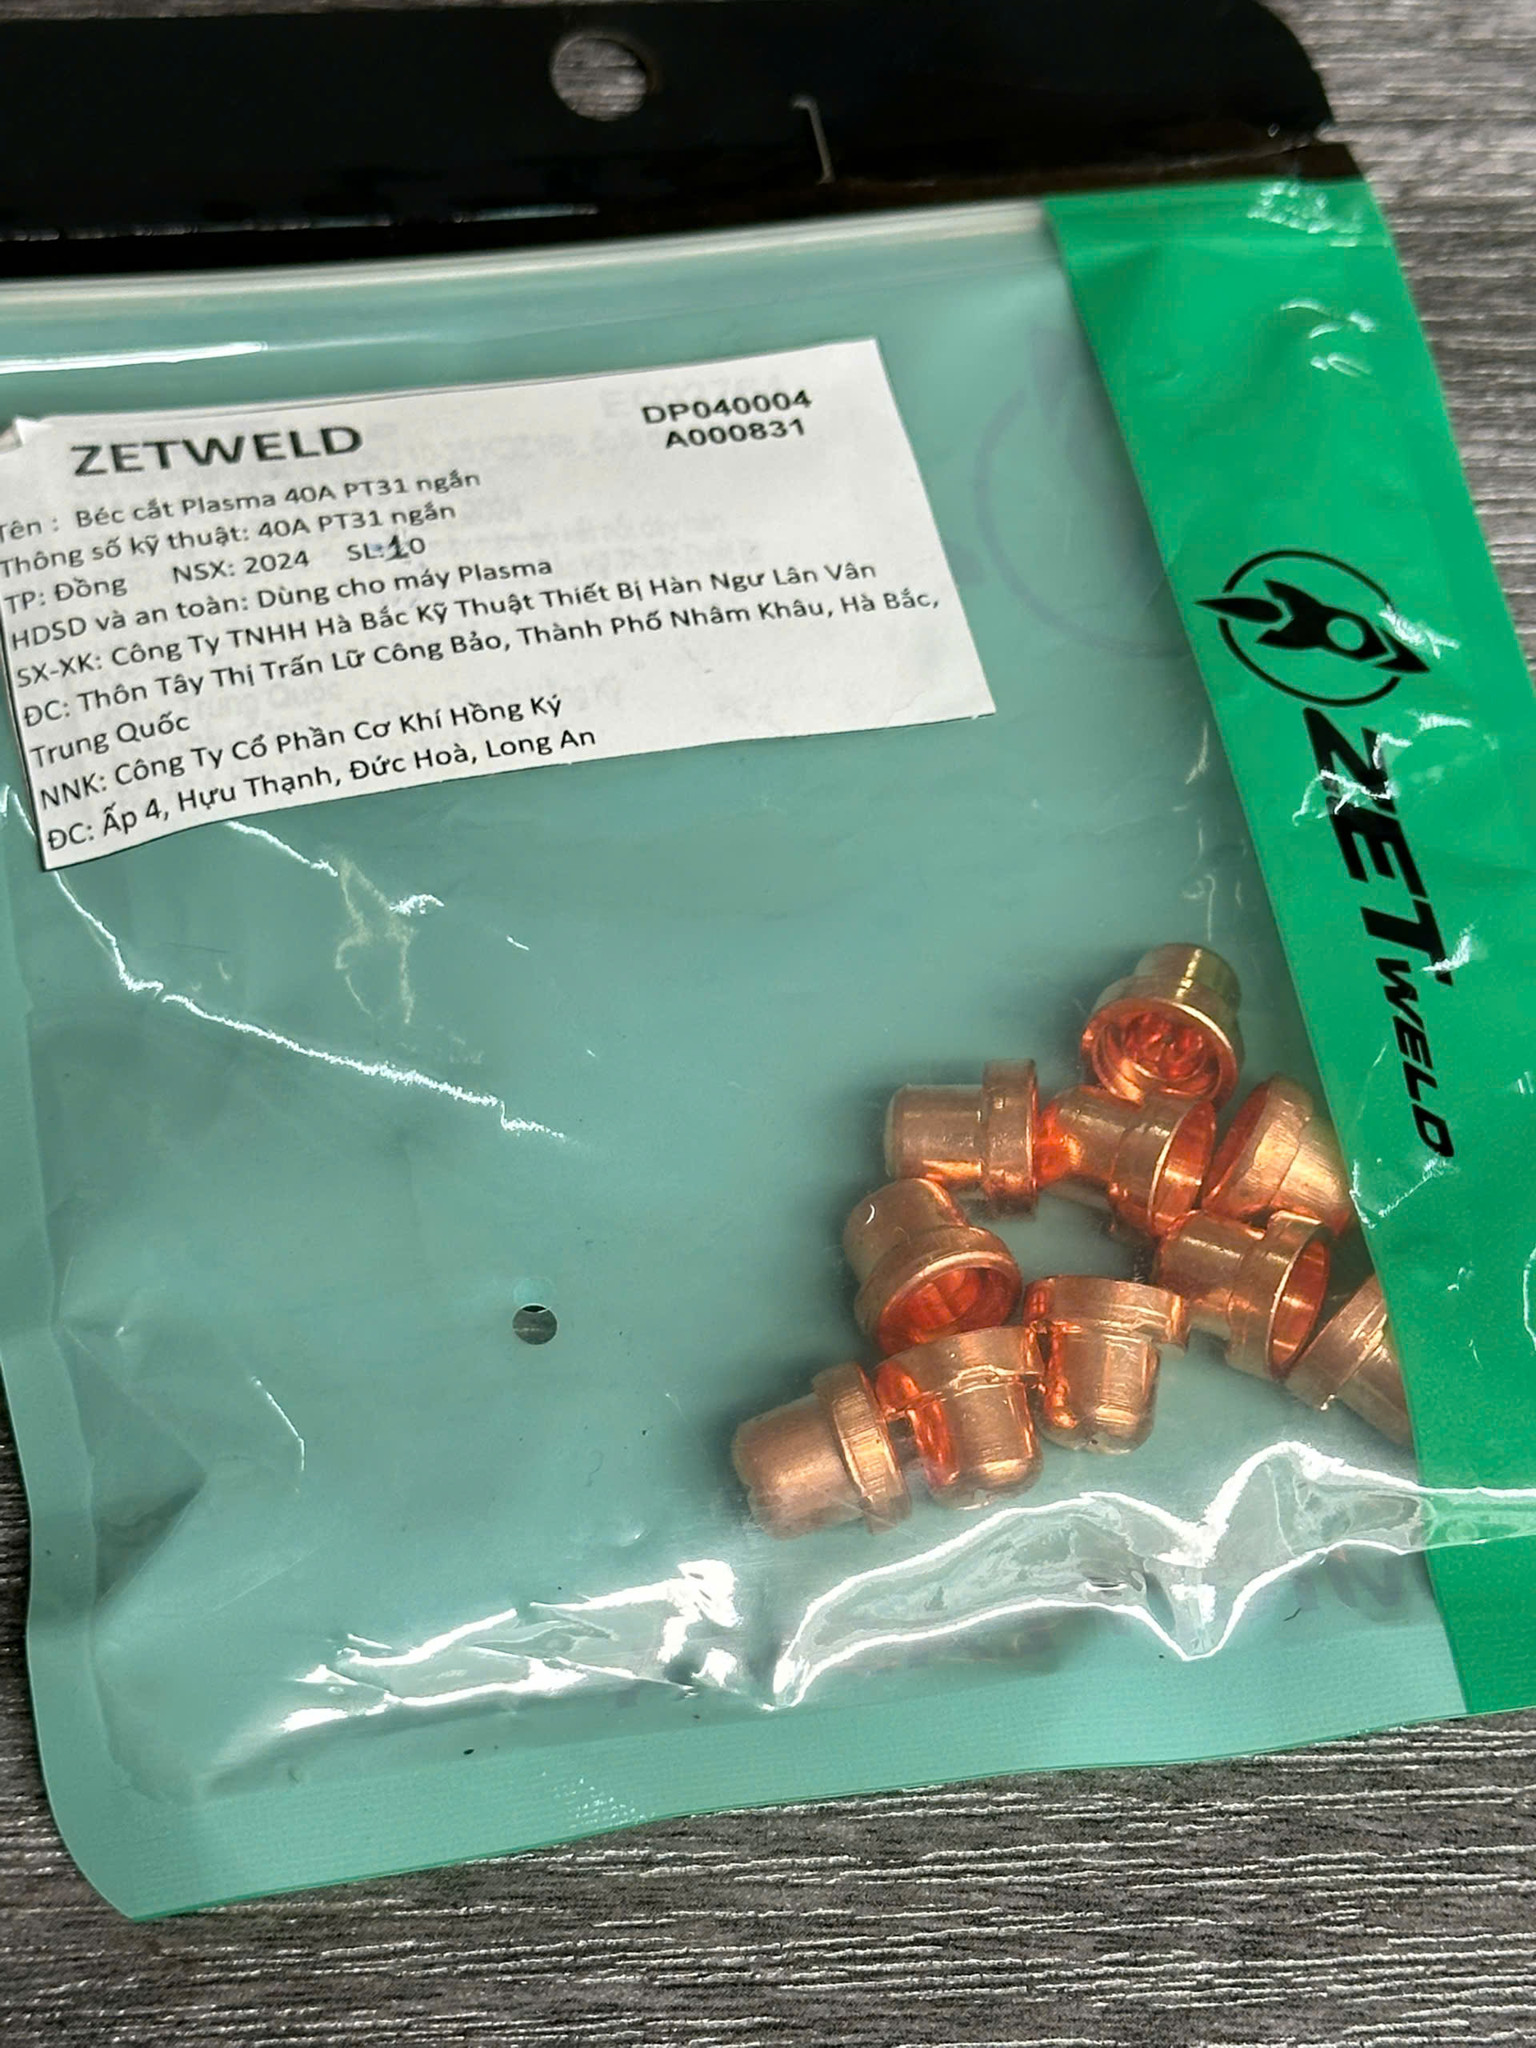 ZETWELD
DP040004
A000831
Tên : Béc cắt Plasma 40A PT31 ngắn
Thông số kỹ thuật: 40A PT31 ngắn
TP: Đồng NSX: 2024 SL:10
HDSD và an toàn: Dùng cho máy Plasma
SX-XK: Công Ty TNHH Hà Bắc Kỹ Thuật Thiết Bị Hàn Ngư Lân Vân
ĐC: Thôn Tây Thị Trấn Lữ Công Bảo, Thành Phố Nhâm Khâu, Hà Bắc,
Trung Quốc
NNK: Công Ty Cổ Phần Cơ Khí Hồng Ký
ĐC: Ấp 4, Hựu Thạnh, Đức Hoà, Long An
ZETWELD